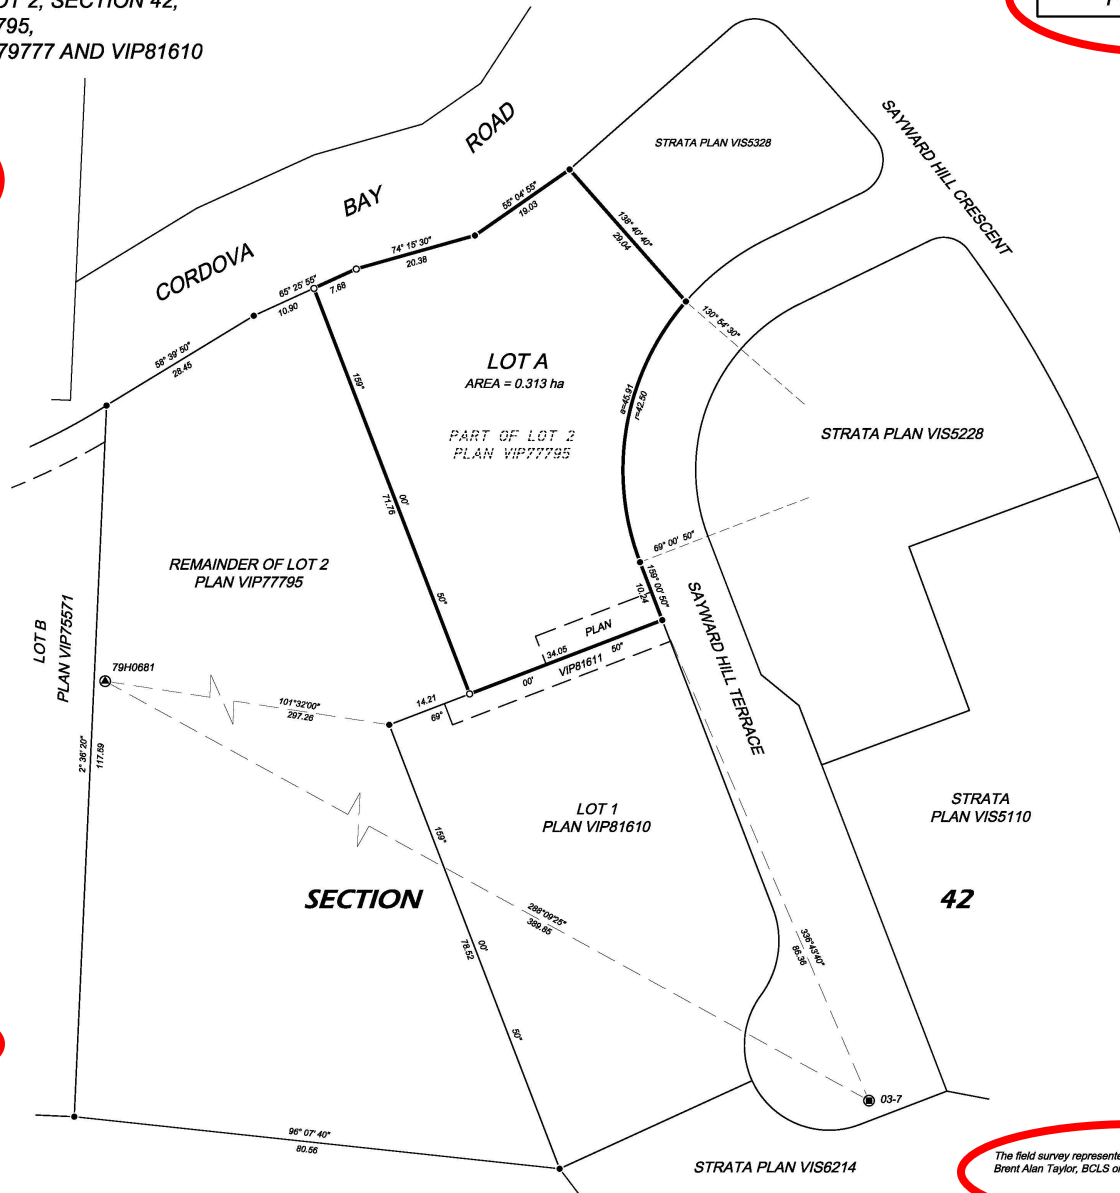 LOT 2, SECTION 42,
795,
79777 AND VIP81610
CORDOVA BAY ROAD
STRATA PLAN VIS5328
SAYWARD HILL CRESCENT
55° 04' 55"
19.03
138° 40' 40"
29.04
74° 15' 30"
20.38
65° 25' 55"
7.68
10.90
58° 39' 50"
28.45
130° 54' 30"
LOT A
AREA = 0.313 ha
PART OF LOT 2
PLAN VIP77795
a=45.91
r=42.50
159° 00' 50"
71.76
STRATA PLAN VIS5228
69° 00' 50"
159° 00' 50"
10.24
REMAINDER OF LOT 2
PLAN VIP77795
LOT B
PLAN VIP75571
PLAN
VIP81611
34.05
69° 00' 50"
14.21
SAYWARD HILL TERRACE
79H0681
101°32'00"
297.26
2° 36' 20"
117.59
LOT 1
PLAN VIP81610
STRATA
PLAN VIS5110
159° 00' 50"
78.52
SECTION 42
288°09'25"
389.85
336°43'40"
86.36
03-7
96° 07' 40"
80.56
STRATA PLAN VIS6214
The field survey represente
Brent Alan Taylor, BCLS o